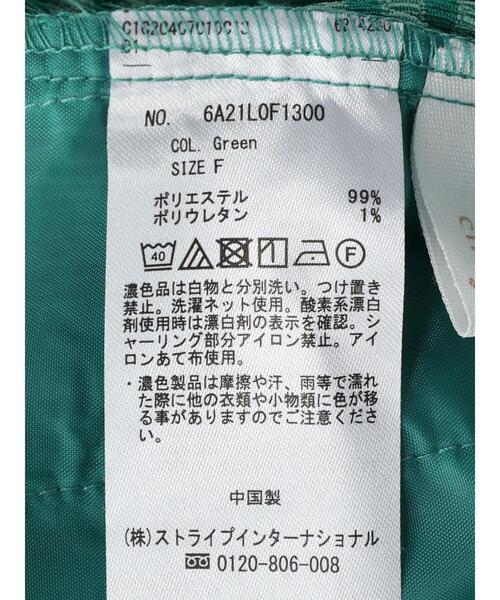 NO. 6A21L0F1300
COL. Green
SIZE F
ポリエステル 99%
ポリウレタン 1%
40 F
濃色品は白物と分別洗い。つけ置き
禁止。洗濯ネット使用。酸素系漂白
剤使用時は漂白剤の表示を確認。シ
ャーリング部分アイロン禁止。アイ
ロンあて布使用。
・濃色製品は摩擦や汗、雨等で濡れ
た際に他の衣類や小物類に色が移
る事がありますのでご注意くださ
い。
中国製
(株)ストライプインターナショナル
0120-806-008